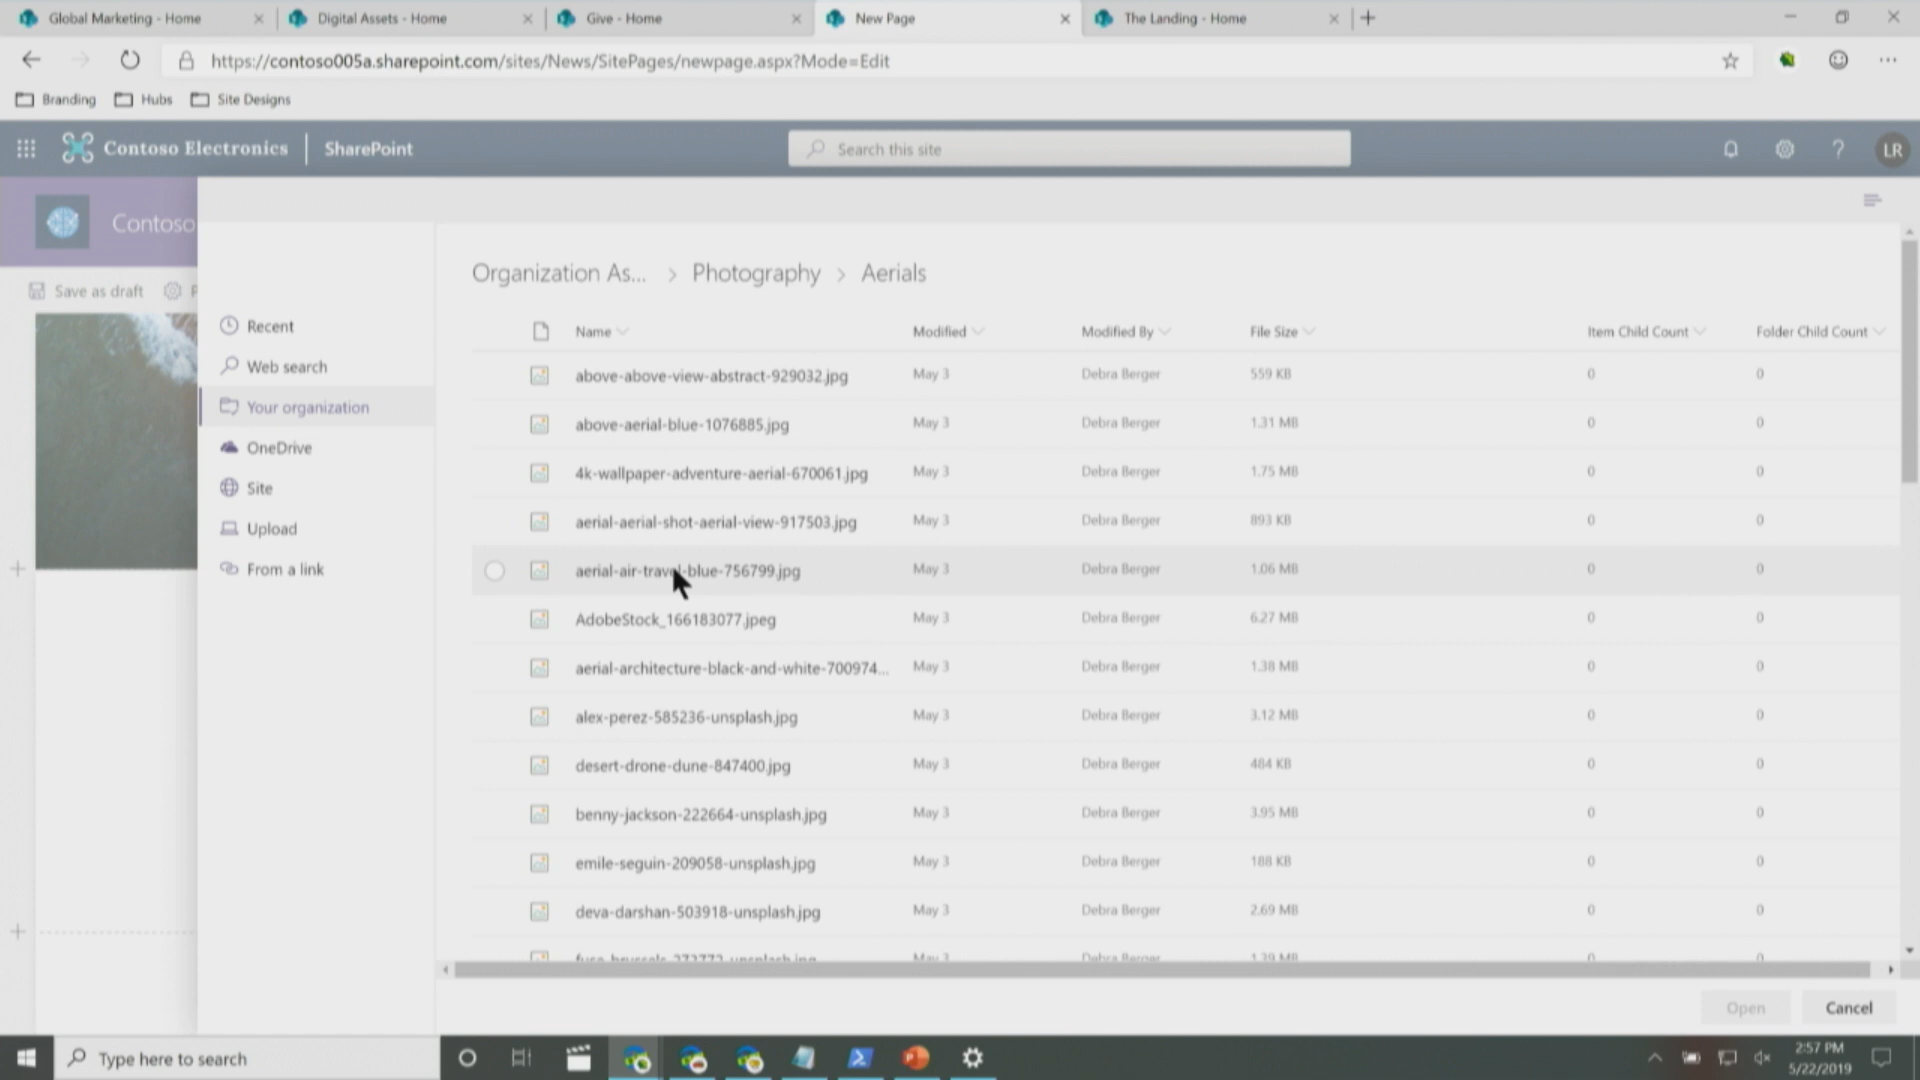 Global Marketing - Home
Digital Assets - Home
Give - Home
New Page
The Landing - Home
https://contoso005a.sharepoint.com/sites/News/SitePages/newpage.aspx?Mode=Edit
Branding Hubs Site Designs
Contoso Electronics SharePoint Search this site LR
Contoso
Save as draft
Recent
Web search
Your organization
OneDrive
Site
Upload
From a link
Organization As... > Photography > Aerials
Name Modified Modified By File Size Item Child Count Folder Child Count
above-above-view-abstract-929032.jpg May 3 Debra Berger 559 KB 0 0
above-aerial-blue-1076885.jpg May 3 Debra Berger 1.31 MB 0 0
4k-wallpaper-adventure-aerial-670061.jpg May 3 Debra Berger 1.75 MB 0 0
aerial-aerial-shot-aerial-view-917503.jpg May 3 Debra Berger 893 KB 0 0
aerial-air-travel-blue-756799.jpg May 3 Debra Berger 1.06 MB 0 0
AdobeStock_166183077.jpeg May 3 Debra Berger 6.27 MB 0 0
aerial-architecture-black-and-white-700974... May 3 Debra Berger 1.38 MB 0 0
alex-perez-585236-unsplash.jpg May 3 Debra Berger 3.12 MB 0 0
desert-drone-dune-847400.jpg May 3 Debra Berger 484 KB 0 0
benny-jackson-222664-unsplash.jpg May 3 Debra Berger 3.95 MB 0 0
emile-seguin-209058-unsplash.jpg May 3 Debra Berger 188 KB 0 0
deva-darshan-503918-unsplash.jpg May 3 Debra Berger 2.69 MB 0 0
May 3 Debra Berger
Open Cancel
Type here to search
2:57 PM
5/22/2019